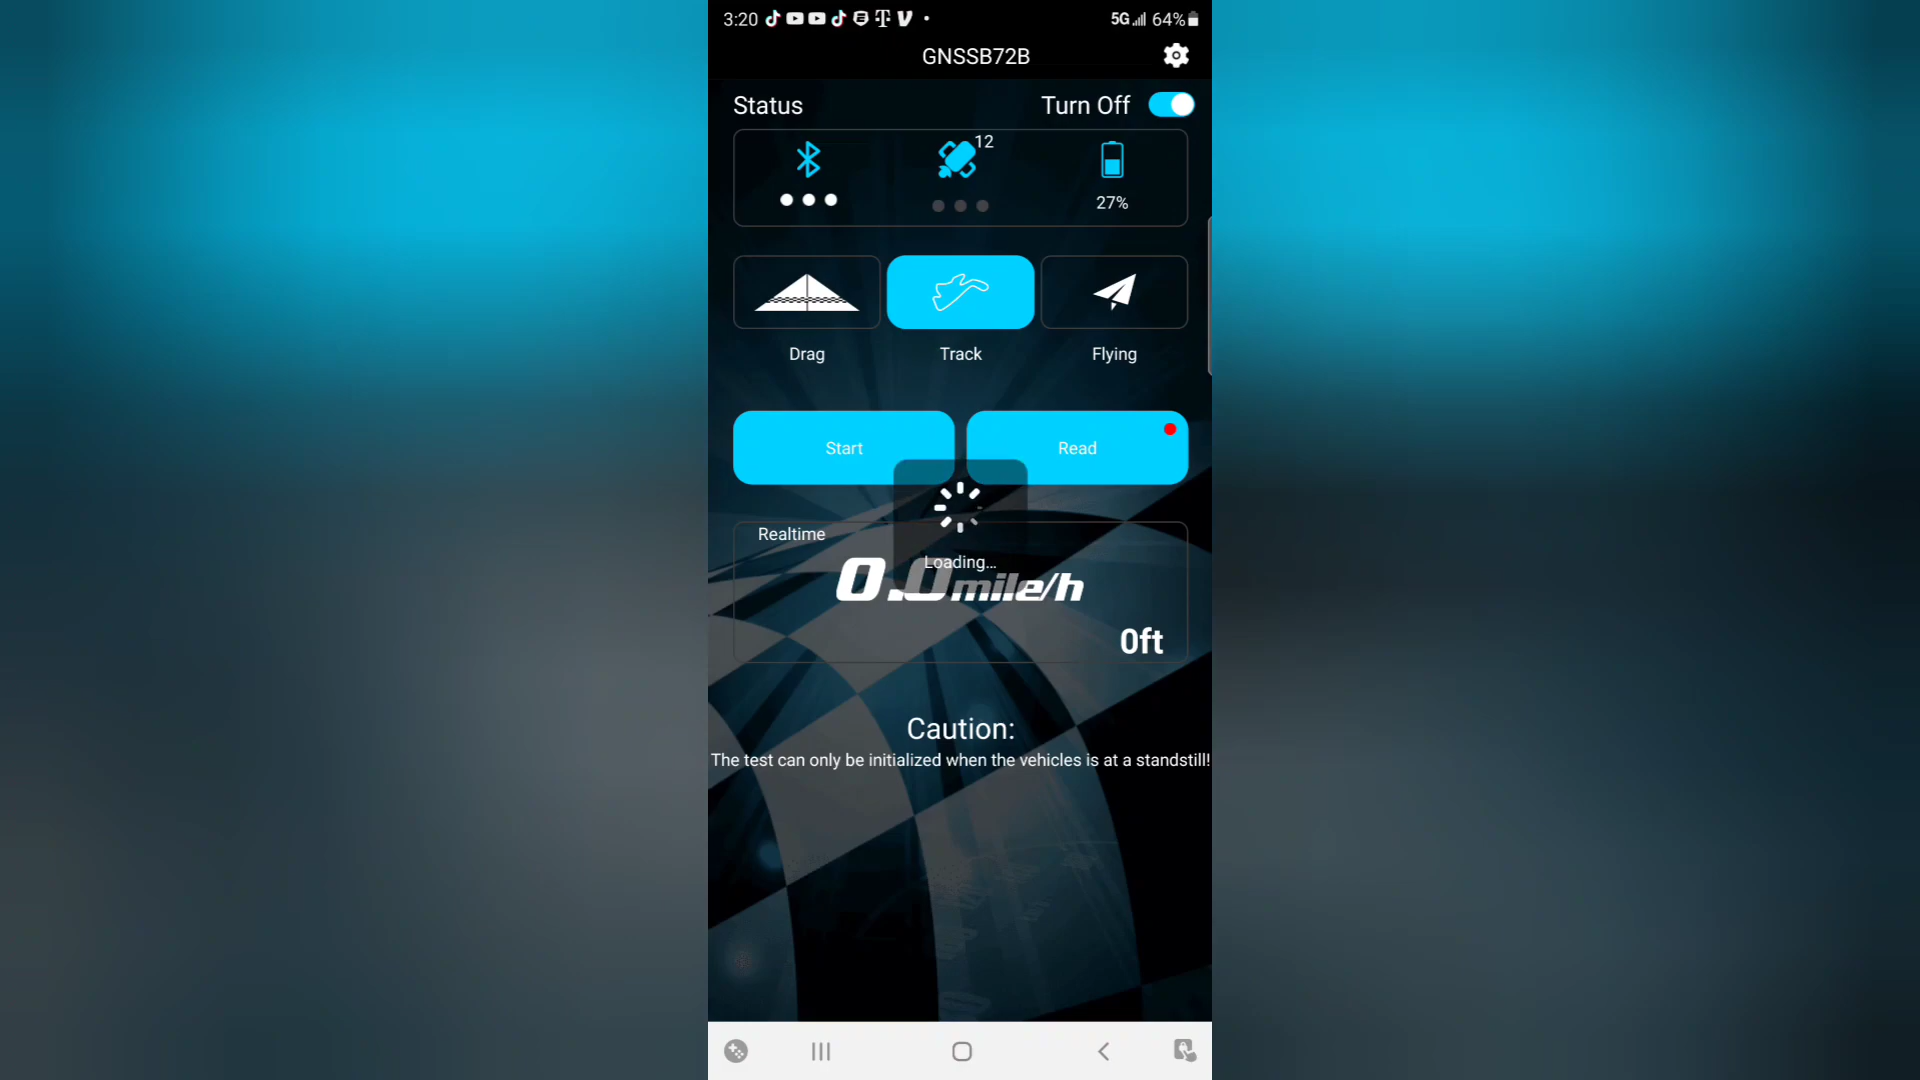 3:20 5G 64%
GNSSB72B
Status Turn Off
12
27%
Drag Track Flying
Start Read
Realtime
Loading...
0.0mile/h
0ft
Caution:
The test can only be initialized when the vehicles is at a standstill!